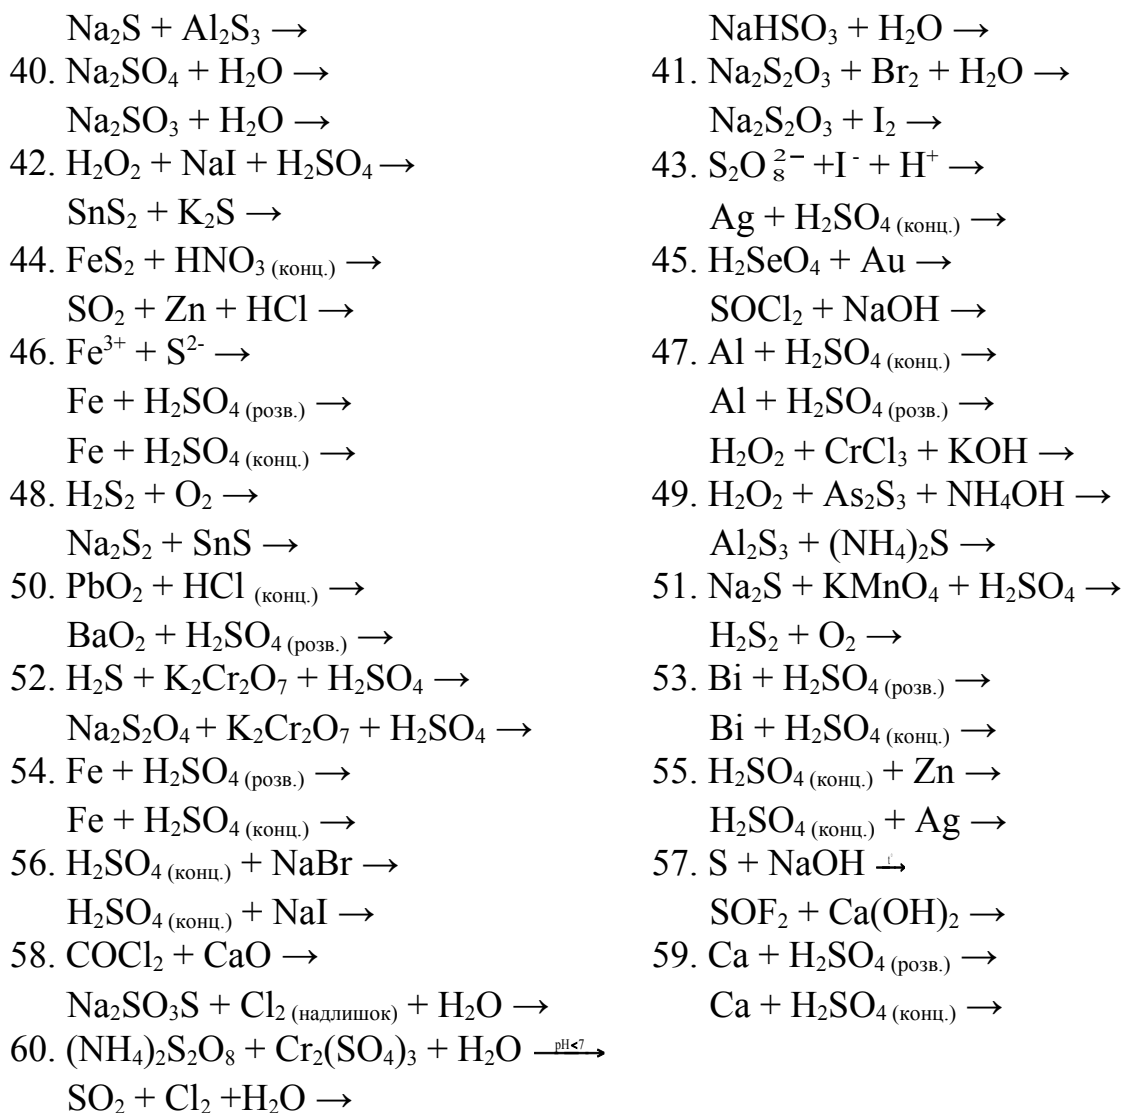 Na₂S + Al₂S₃ → NaHSO₃ + H₂O →
40. Na₂SO₄ + H₂O → 41. Na₂S₂O₃ + Br₂ + H₂O →
Na₂SO₃ + H₂O → Na₂S₂O₃ + I₂ →
42. H₂O₂ + NaI + H₂SO₄ → 43. S₂O₈²⁻ +I⁻ + H⁺ →
SnS₂ + K₂S → Ag + H₂SO₄ (конц.) →
44. FeS₂ + HNO₃ (конц.) → 45. H₂SeO₄ + Au →
SO₂ + Zn + HCl → SOCl₂ + NaOH →
46. Fe³⁺ + S²⁻ → 47. Al + H₂SO₄ (конц.) →
Fe + H₂SO₄ (розв.) → Al + H₂SO₄ (розв.) →
Fe + H₂SO₄ (конц.) → H₂O₂ + CrCl₃ + KOH →
48. H₂S₂ + O₂ → 49. H₂O₂ + As₂S₃ + NH₄OH →
Na₂S₂ + SnS → Al₂S₃ + (NH₄)₂S →
50. PbO₂ + HCl (конц.) → 51. Na₂S + KMnO₄ + H₂SO₄ →
BaO₂ + H₂SO₄ (розв.) → H₂S₂ + O₂ →
52. H₂S + K₂Cr₂O₇ + H₂SO₄ → 53. Bi + H₂SO₄ (розв.) →
Na₂S₂O₄ + K₂Cr₂O₇ + H₂SO₄ → Bi + H₂SO₄ (конц.) →
54. Fe + H₂SO₄ (розв.) → 55. H₂SO₄ (конц.) + Zn →
Fe + H₂SO₄ (конц.) → H₂SO₄ (конц.) + Ag →
56. H₂SO₄ (конц.) + NaBr → 57. S + NaOH →
H₂SO₄ (конц.) + NaI → SOF₂ + Ca(OH)₂ →
58. COCl₂ + CaO → 59. Ca + H₂SO₄ (розв.) →
Na₂SO₃S + Cl₂ (надлишок) + H₂O → Ca + H₂SO₄ (конц.) →
60. (NH₄)₂S₂O₈ + Cr₂(SO₄)₃ + H₂O pH<7 →
SO₂ + Cl₂ +H₂O →